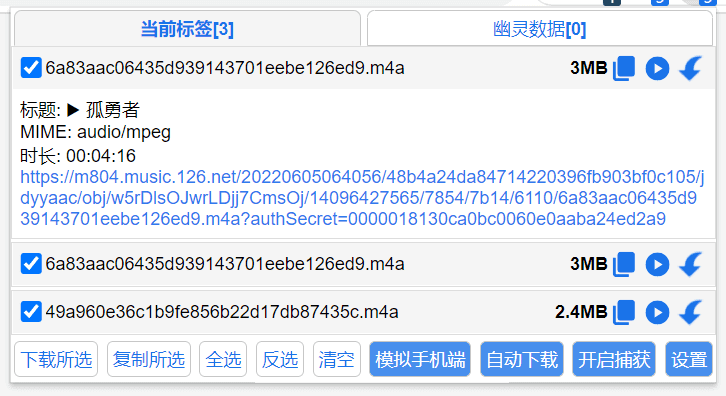 当前标签[3]
幽灵数据[0]
6a83aac06435d939143701eebe126ed9.m4a
3MB
标题: ▶ 孤勇者
MIME: audio/mpeg
时长: 00:04:16
https://m804.music.126.net/20220605064056/48b4a24da84714220396fb903bf0c105/j
dyyaac/obj/w5rDlsOJwrLDjj7CmsOj/14096427565/7854/7b14/6110/6a83aac06435d9
39143701eebe126ed9.m4a?authSecret=0000018130ca0bc0060e0aaba24ed2a9
6a83aac06435d939143701eebe126ed9.m4a
3MB
49a960e36c1b9fe856b22d17db87435c.m4a
2.4MB
下载所选
复制所选
全选
反选
清空
模拟手机端
自动下载
开启捕获
设置